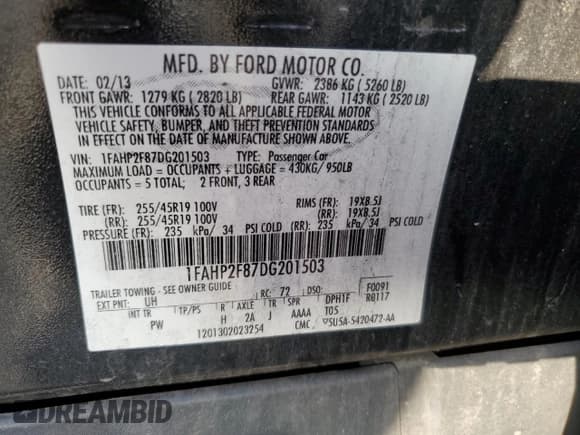 MFD. BY FORD MOTOR CO.
DATE: 02/13 GVWR: 2386 KG ( 5260 LB)
FRONT GAWR: 1279 KG ( 2820 LB) REAR GAWR: 1143 KG ( 2520 LB)
THIS VEHICLE CONFORMS TO ALL APPLICABLE FEDERAL MOTOR
VEHICLE SAFETY, BUMPER, AND THEFT PREVENTION STANDARDS
IN EFFECT ON THE DATE OF MANUFACTURE SHOWN ABOVE.
VIN: 1FAHP2F87DG201503 TYPE: Passenger Car
MAXIMUM LOAD = OCCUPANTS + LUGGAGE = 430KG/ 950LB
OCCUPANTS = 5 TOTAL: 2 FRONT, 3 REAR
TIRE (FR): 255/45R19 100V RIMS (FR): 19X8.5J
(RR): 255/45R19 100V (RR): 19X8.5J
PRESSURE (FR): 235 kPa/ 34 PSI COLD (RR): 235 kPa/ 34 PSI COLD
1FAHP2F87DG201503
TRAILER TOWING - SEE OWNER GUIDE
EXT PNT: UH RC: 72 DSO: F0091
R0117
INT TR TP/PS R AXLE TR SPR DPH1F
PW H 2A J AAAA T05
1201302023254 CMC. 5U5A-5420472-AA
DREAMBID